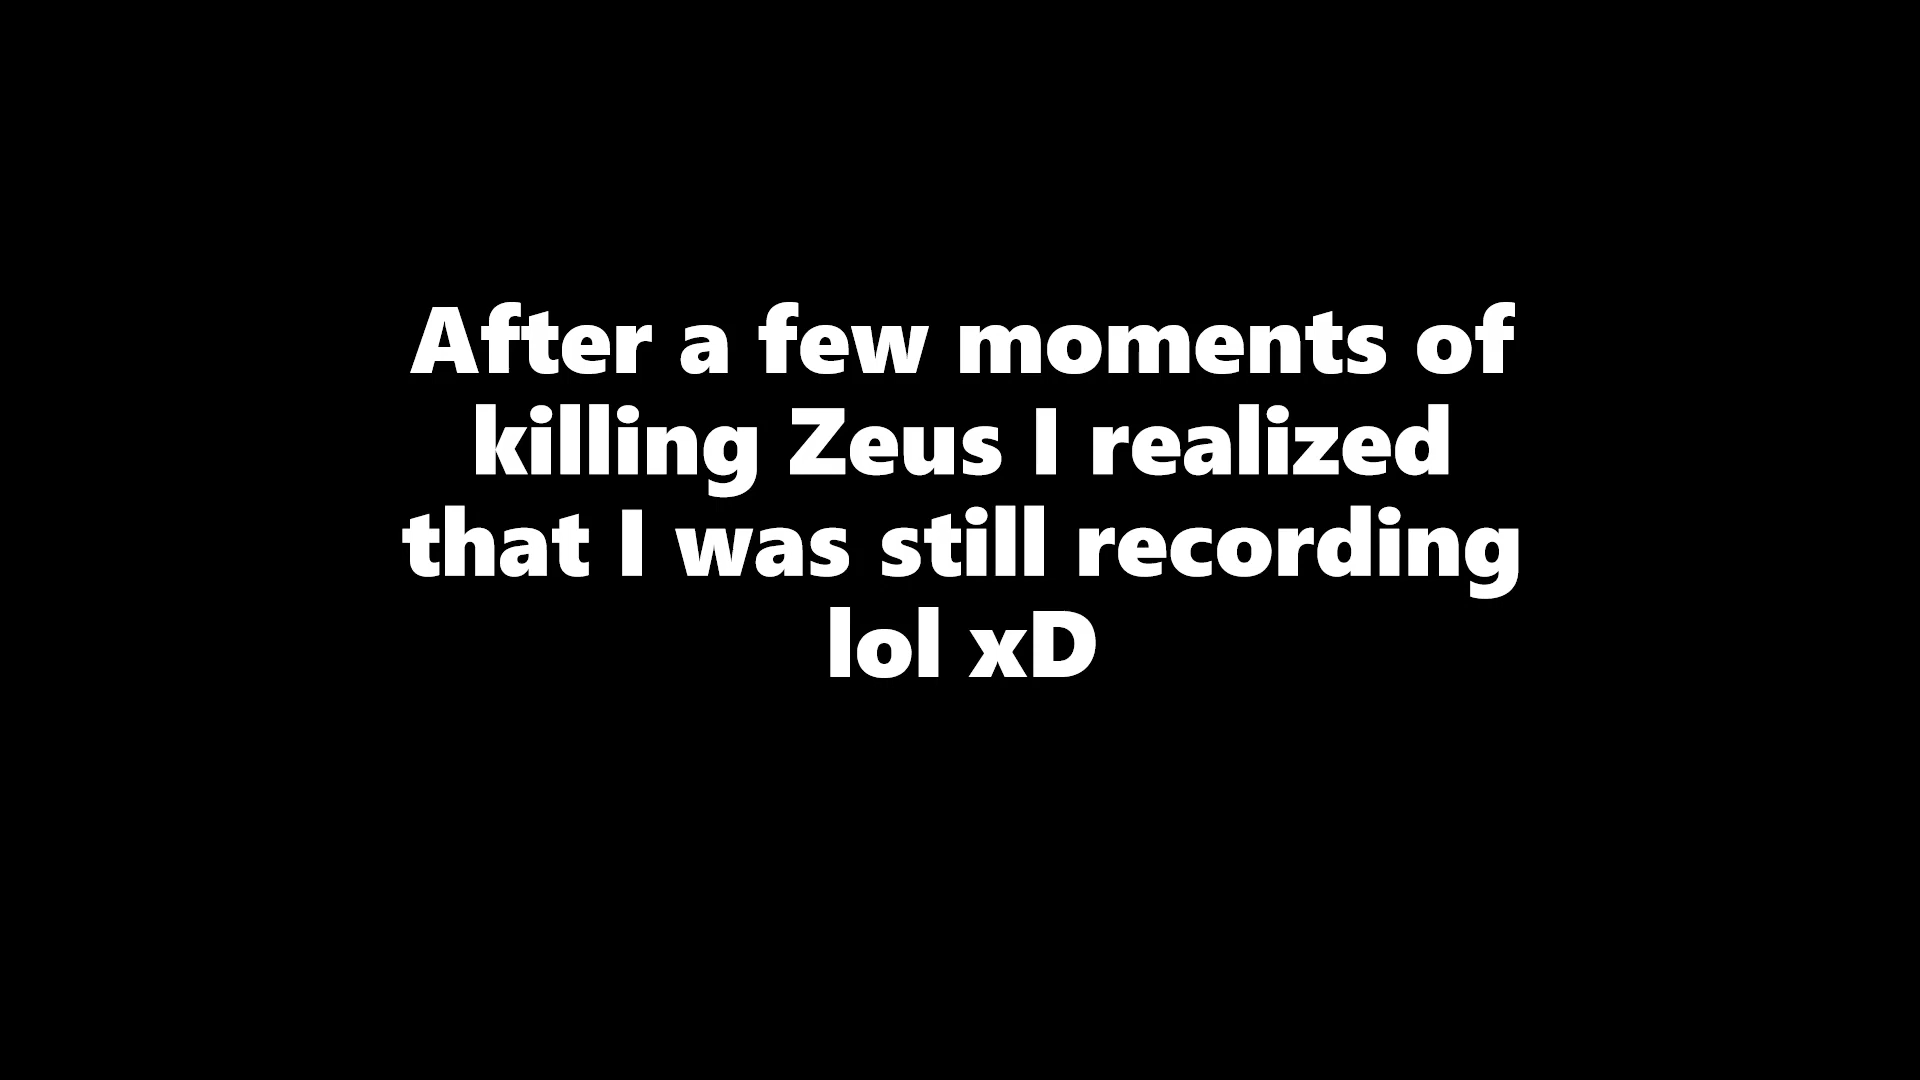 After a few moments of
killing Zeus I realized
that I was still recording
lol xD